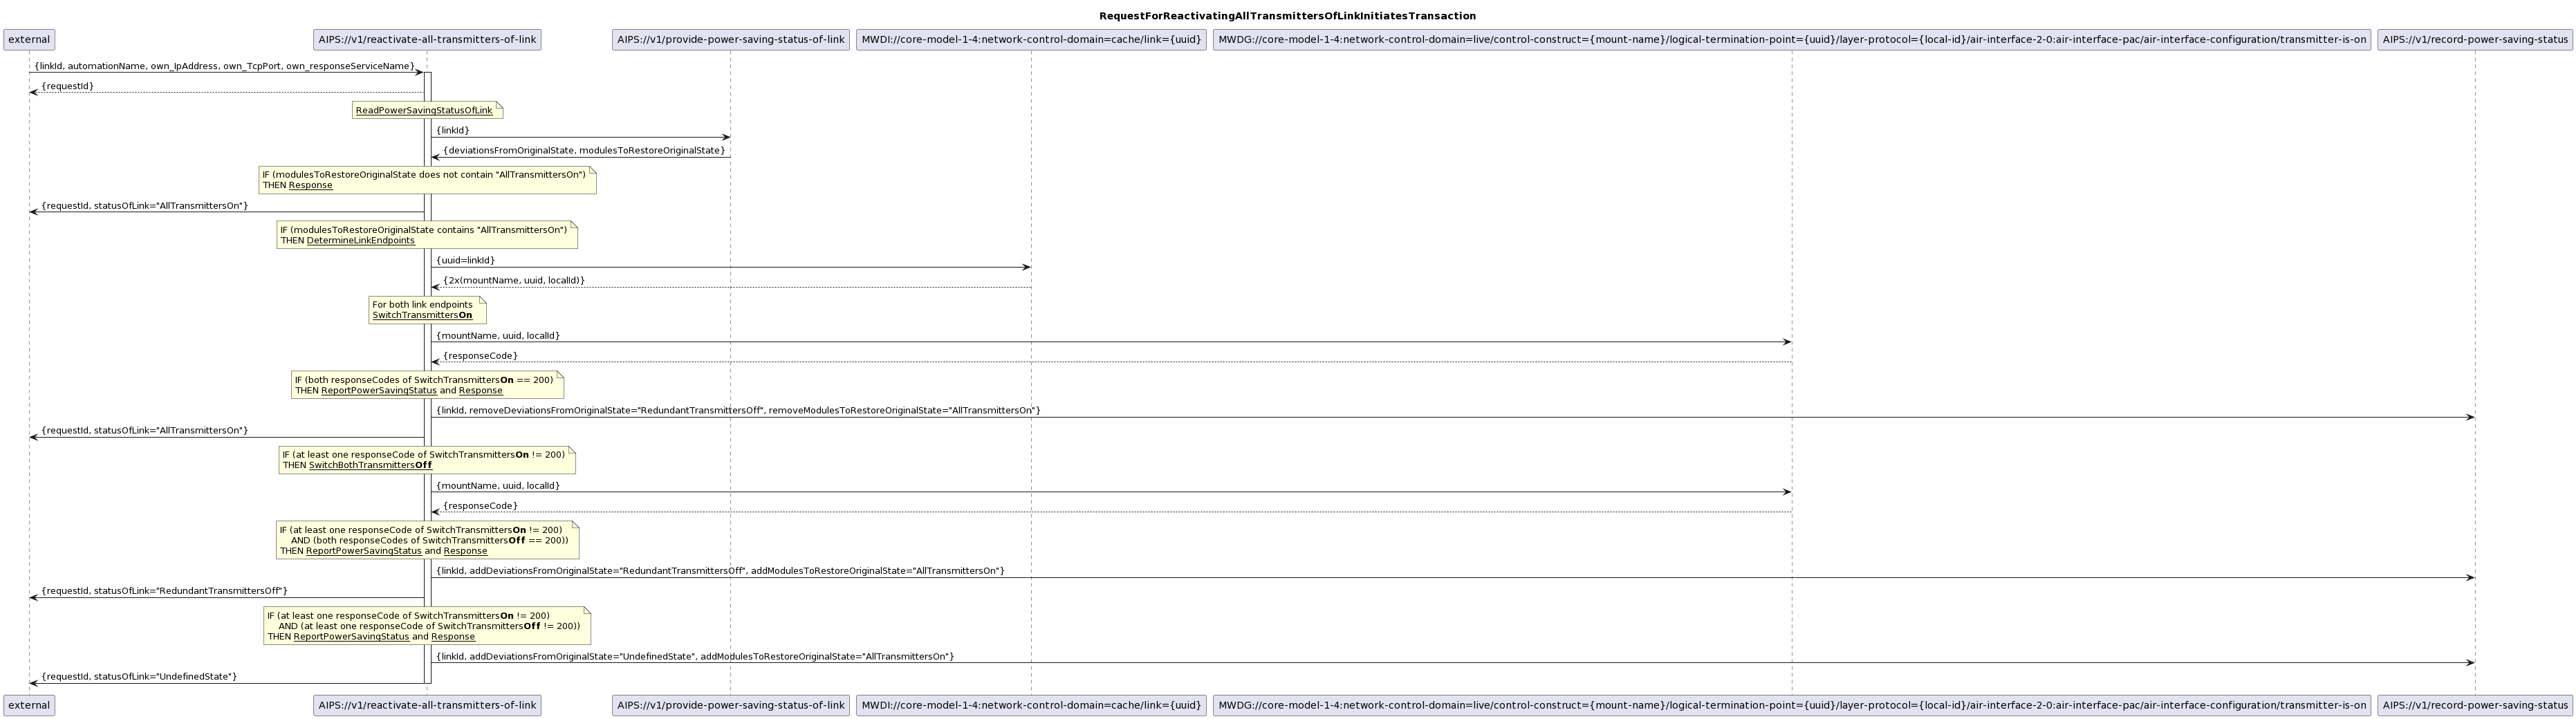 RequestForReactivatingAllTransmittersOfLinkInitiatesTransaction
external
AIPS://v1/reactivate-all-transmitters-of-link
AIPS://v1/provide-power-saving-status-of-link
MWDI://core-model-1-4:network-control-domain=cache/link={uuid}
MWDG://core-model-1-4:network-control-domain=live/control-construct={mount-name}/logical-termination-point={uuid}/layer-protocol={local-id}/air-interface-2-0:air-interface-pac/air-interface-configuration/transmitter-is-on
AIPS://v1/record-power-saving-status
{linkId, automationName, own_IpAddress, own_TcpPort, own_responseServiceName}
{requestId}
ReadPowerSavingStatusOfLink
{linkId}
{deviationsFromOriginalState, modulesToRestoreOriginalState}
IF (modulesToRestoreOriginalState does not contain "AllTransmittersOn")
THEN Response
{requestId, statusOfLink="AllTransmittersOn"}
IF (modulesToRestoreOriginalState contains "AllTransmittersOn")
THEN DetermineLinkEndpoints
{uuid=linkId}
{2x(mountName, uuid, localId)}
For both link endpoints
SwitchTransmittersOn
{mountName, uuid, localId}
{responseCode}
IF (both responseCodes of SwitchTransmittersOn == 200)
THEN ReportPowerSavingStatus and Response
{linkId, removeDeviationsFromOriginalState="RedundantTransmittersOff", removeModulesToRestoreOriginalState="AllTransmittersOn"}
{requestId, statusOfLink="AllTransmittersOn"}
IF (at least one responseCode of SwitchTransmittersOn != 200)
THEN SwitchBothTransmittersOff
{mountName, uuid, localId}
{responseCode}
IF (at least one responseCode of SwitchTransmittersOn != 200)
AND (both responseCodes of SwitchTransmittersOff == 200))
THEN ReportPowerSavingStatus and Response
{linkId, addDeviationsFromOriginalState="RedundantTransmittersOff", addModulesToRestoreOriginalState="AllTransmittersOn"}
{requestId, statusOfLink="RedundantTransmittersOff"}
IF (at least one responseCode of SwitchTransmittersOn != 200)
AND (at least one responseCode of SwitchTransmittersOff != 200))
THEN ReportPowerSavingStatus and Response
{linkId, addDeviationsFromOriginalState="UndefinedState", addModulesToRestoreOriginalState="AllTransmittersOn"}
{requestId, statusOfLink="UndefinedState"}
external
AIPS://v1/reactivate-all-transmitters-of-link
AIPS://v1/provide-power-saving-status-of-link
MWDI://core-model-1-4:network-control-domain=cache/link={uuid}
MWDG://core-model-1-4:network-control-domain=live/control-construct={mount-name}/logical-termination-point={uuid}/layer-protocol={local-id}/air-interface-2-0:air-interface-pac/air-interface-configuration/transmitter-is-on
AIPS://v1/record-power-saving-status